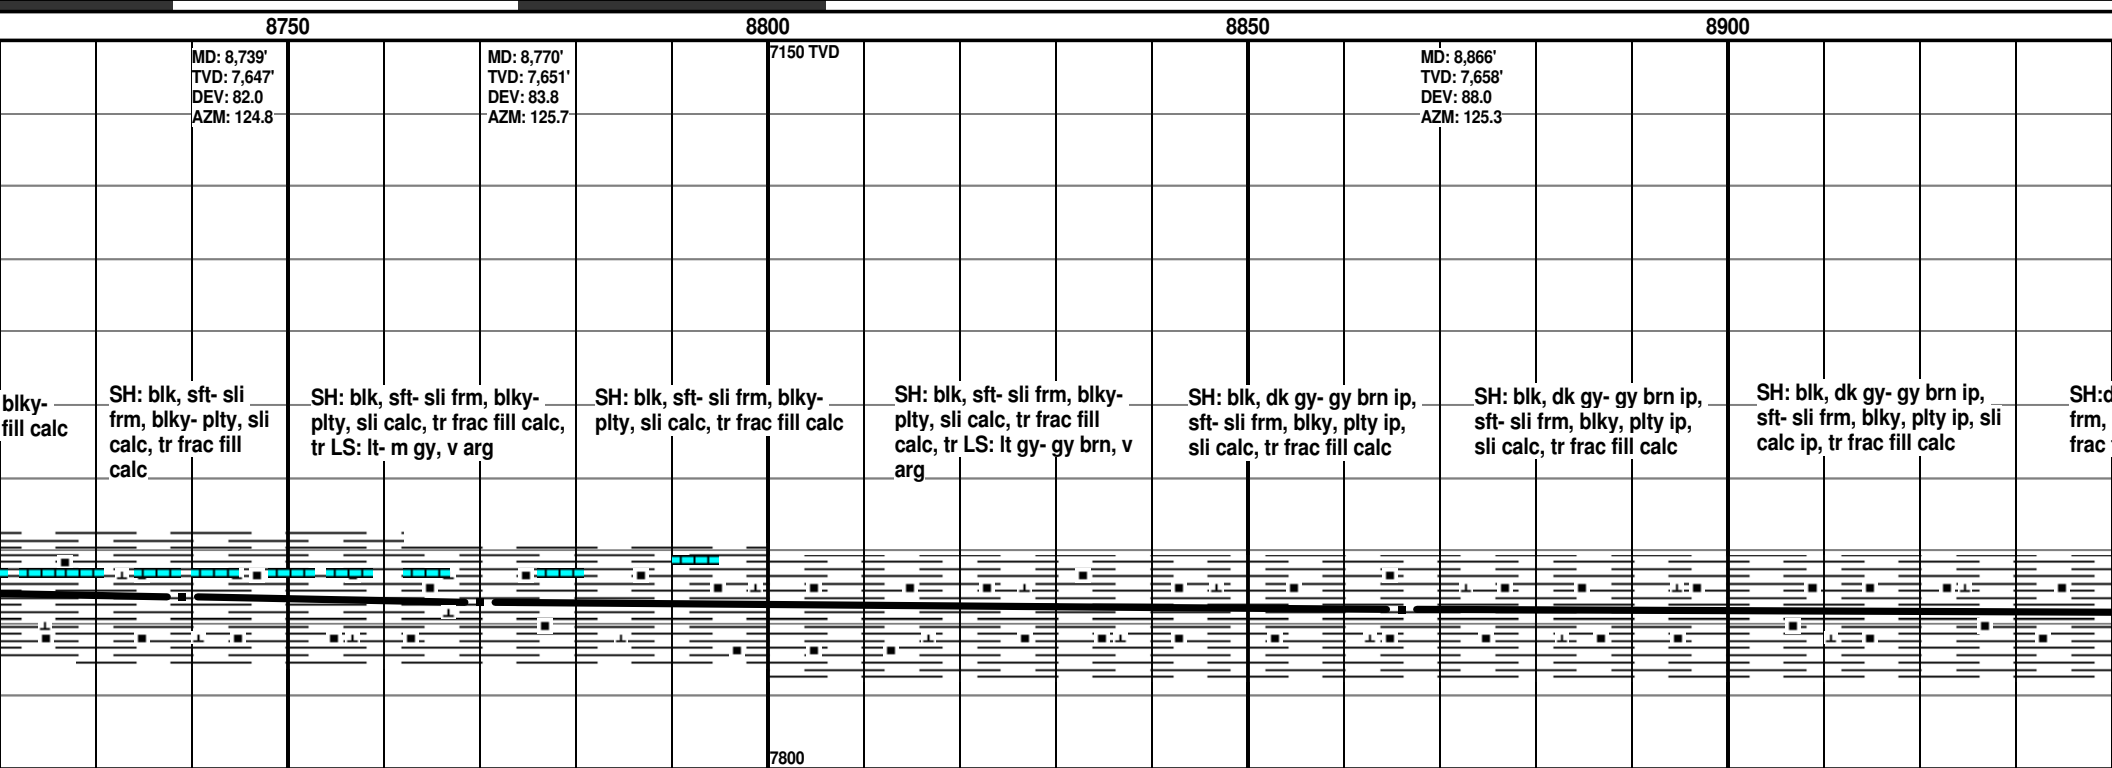 8750
8800
8850
8900
MD: 8,739'
TVD: 7,647'
DEV: 82.0
AZM: 124.8
MD: 8,770'
TVD: 7,651'
DEV: 83.8
AZM: 125.7
7150 TVD
MD: 8,866'
TVD: 7,658'
DEV: 88.0
AZM: 125.3
blky-
fill calc
SH: blk, sft- sli
frm, blky- plty, sli
calc, tr frac fill
calc
SH: blk, sft- sli frm, blky-
plty, sli calc, tr frac fill calc,
tr LS: lt- m gy, v arg
SH: blk, sft- sli frm, blky-
plty, sli calc, tr frac fill calc
SH: blk, sft- sli frm, blky-
plty, sli calc, tr frac fill
calc, tr LS: lt gy- gy brn, v
arg
SH: blk, dk gy- gy brn ip,
sft- sli frm, blky, plty ip,
sli calc, tr frac fill calc
SH: blk, dk gy- gy brn ip,
sft- sli frm, blky, plty ip,
sli calc, tr frac fill calc
SH: blk, dk gy- gy brn ip,
sft- sli frm, blky, plty ip, sli
calc ip, tr frac fill calc
SH:d
frm,
frac
7800